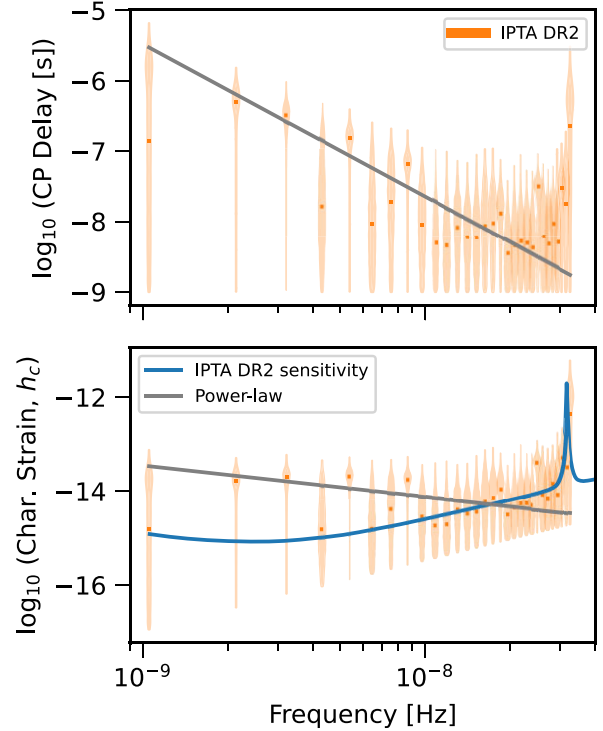 −5
−6
−7
−8
−9
log₁₀ (CP Delay [s])
IPTA DR2
−12
−14
−16
log₁₀ (Char. Strain, h_c)
IPTA DR2 sensitivity
Power-law
10⁻⁹
10⁻⁸
Frequency [Hz]